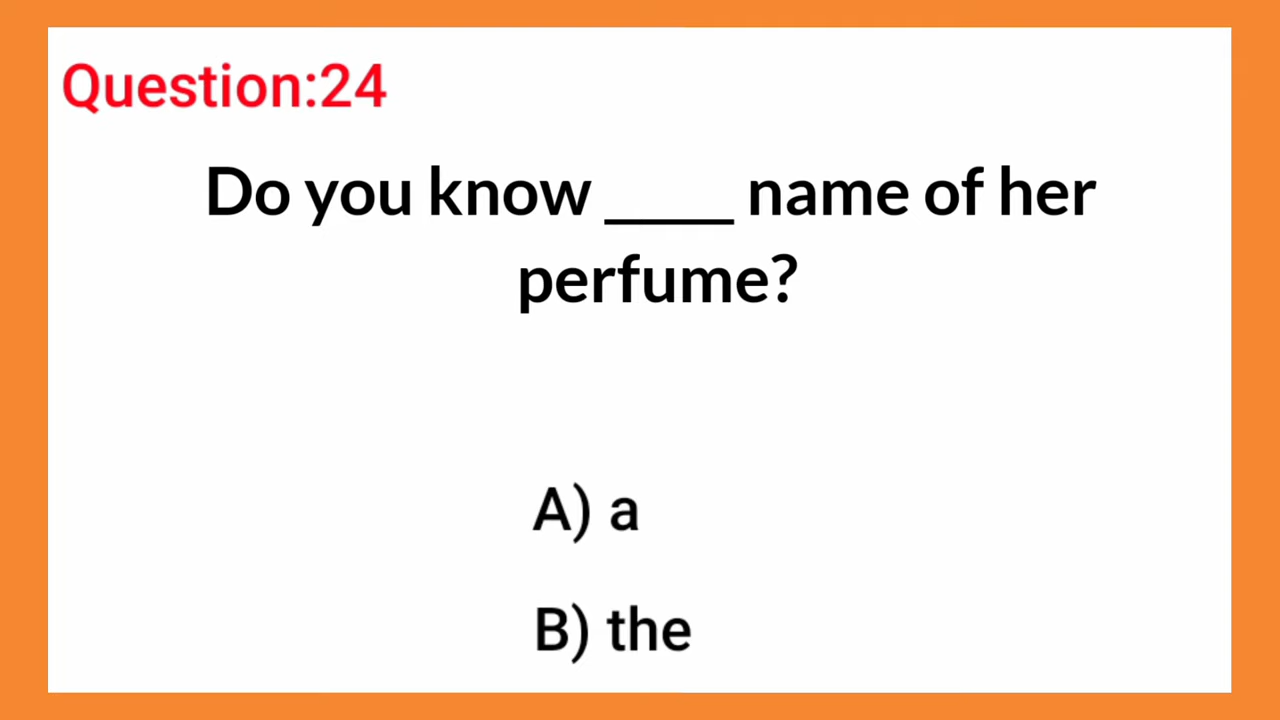 Question:24
Do you know ____ name of her
perfume?
A) a
B) the